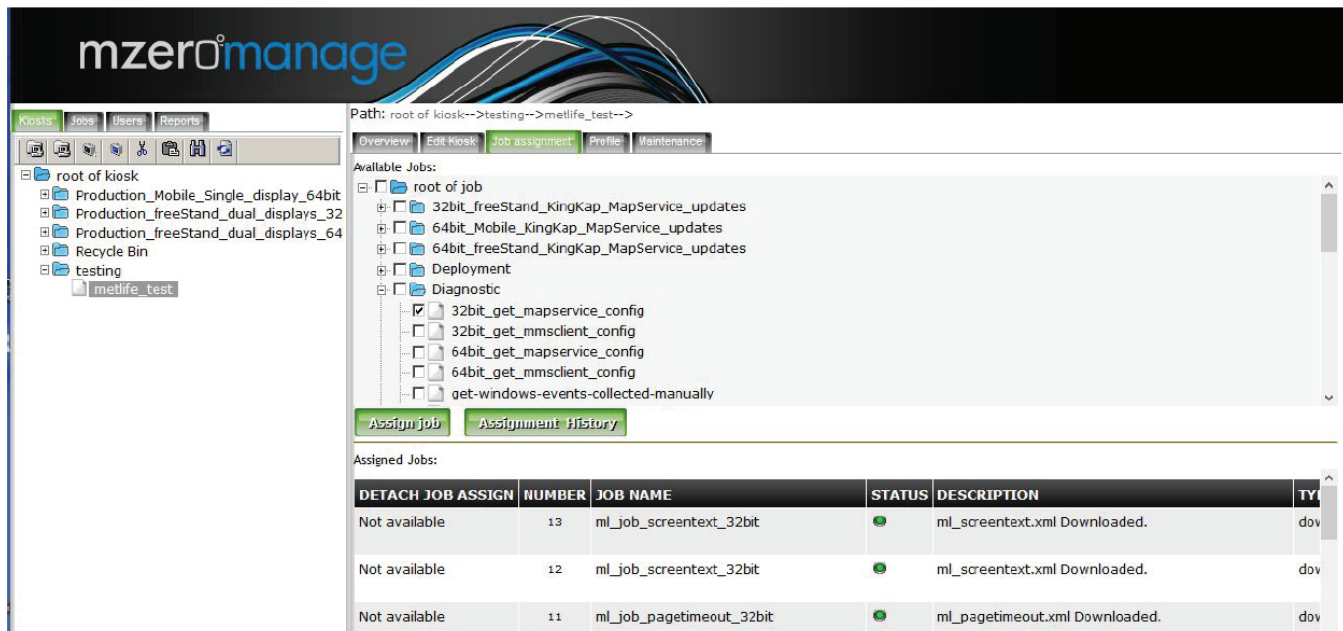 mzeromanage
Kiosks Jobs Users Reports
root of kiosk
Production_Mobile_Single_display_64bit
Production_freeStand_dual_displays_32
Production_freeStand_dual_displays_64
Recycle Bin
testing
metlife_test
Path: root of kiosk-->testing-->metlife_test-->
Overview Edit Kiosk Job assignment Profile Maintenance
Available Jobs:
root of job
32bit_freeStand_KingKap_MapService_updates
64bit_Mobile_KingKap_MapService_updates
64bit_freeStand_KingKap_MapService_updates
Deployment
Diagnostic
32bit_get_mapservice_config
32bit_get_mmsclient_config
64bit_get_mapservice_config
64bit_get_mmsclient_config
get-windows-events-collected-manually
Assign job Assignment History
Assigned Jobs:
DETACH JOB ASSIGN NUMBER JOB NAME STATUS DESCRIPTION TYI
Not available 13 ml_job_screentext_32bit ml_screentext.xml Downloaded. dov
Not available 12 ml_job_screentext_32bit ml_screentext.xml Downloaded. dov
Not available 11 ml_job_pagetimeout_32bit ml_pagetimeout.xml Downloaded. dov